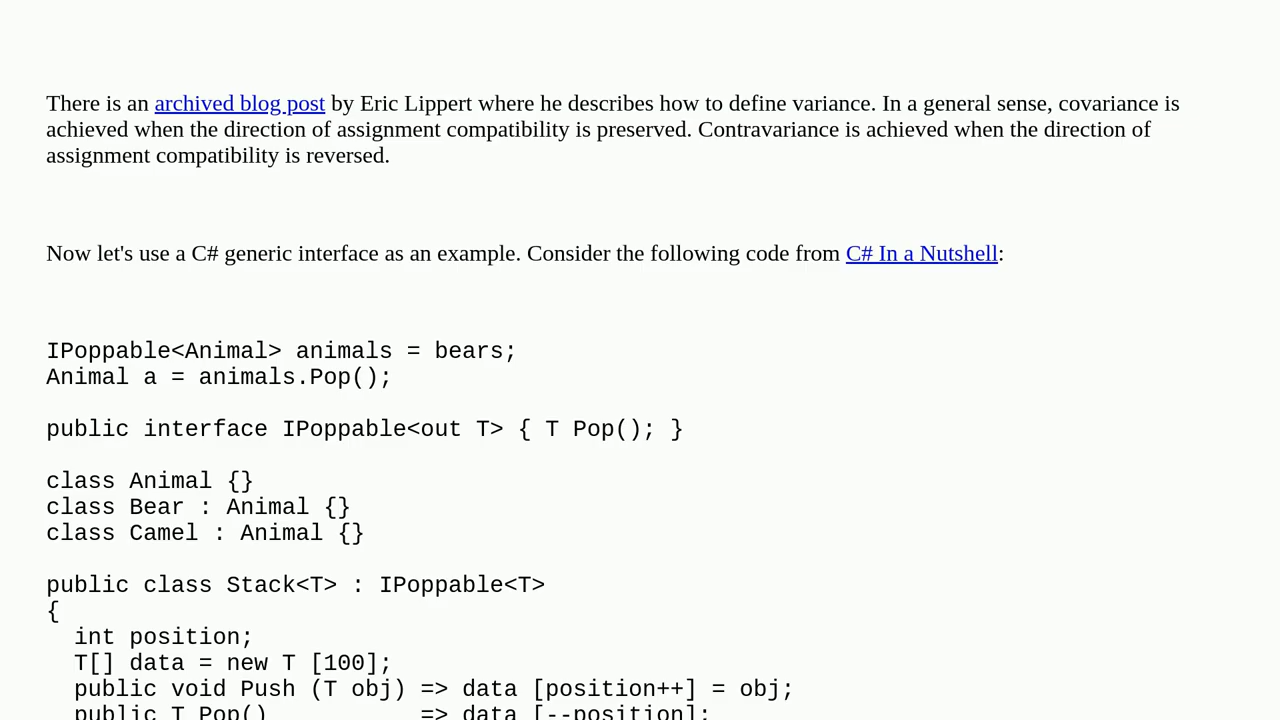 There is an archived blog post by Eric Lippert where he describes how to define variance. In a general sense, covariance is
achieved when the direction of assignment compatibility is preserved. Contravariance is achieved when the direction of
assignment compatibility is reversed.
Now let's use a C# generic interface as an example. Consider the following code from C# In a Nutshell:
IPoppable<Animal> animals = bears;
Animal a = animals.Pop();
public interface IPoppable<out T> { T Pop(); }
class Animal {}
class Bear : Animal {}
class Camel : Animal {}
public class Stack<T> : IPoppable<T>
{
  int position;
  T[] data = new T [100];
  public void Push (T obj) => data [position++] = obj;
  public T Pop()           => data [--position];